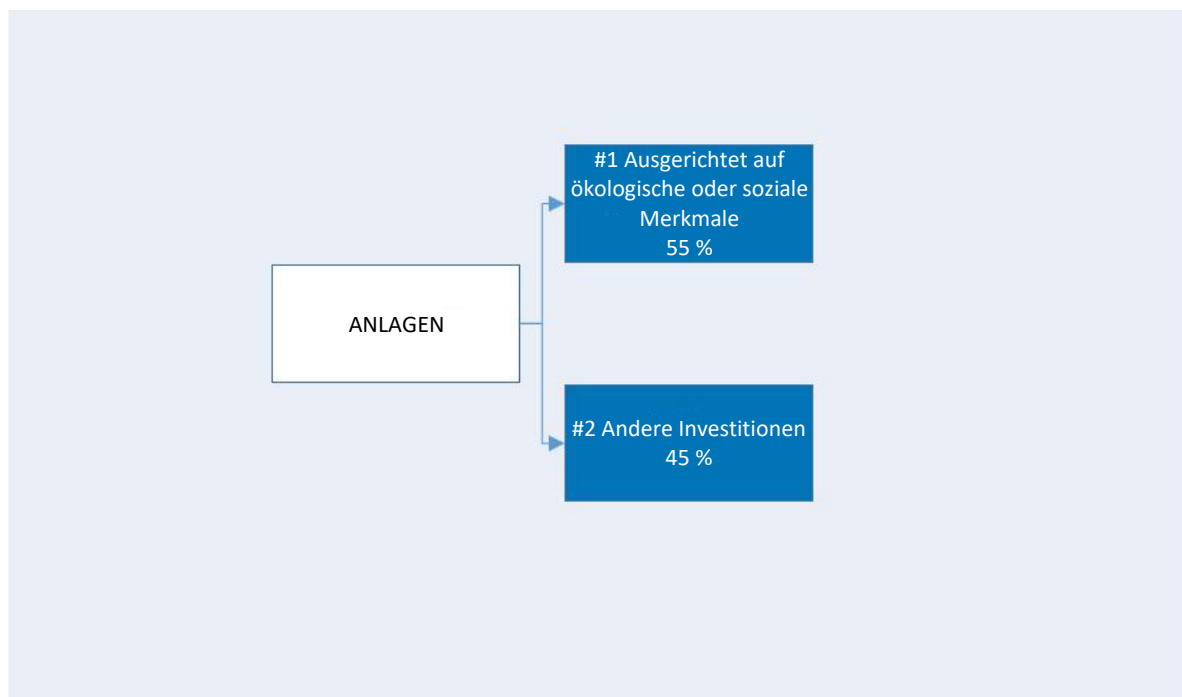 #1 Ausgerichtet auf
ökologische oder soziale
Merkmale
55 %
ANLAGEN
#2 Andere Investitionen
45 %